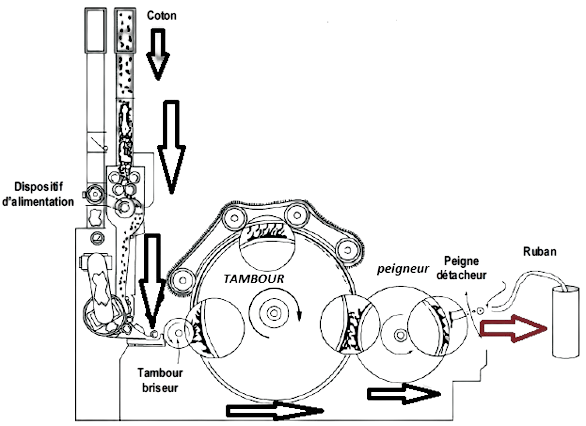 Coton
Dispositif
d'alimentation
TAMBOUR
peigneur
Peigne
détacheur
Ruban
Tambour
briseur